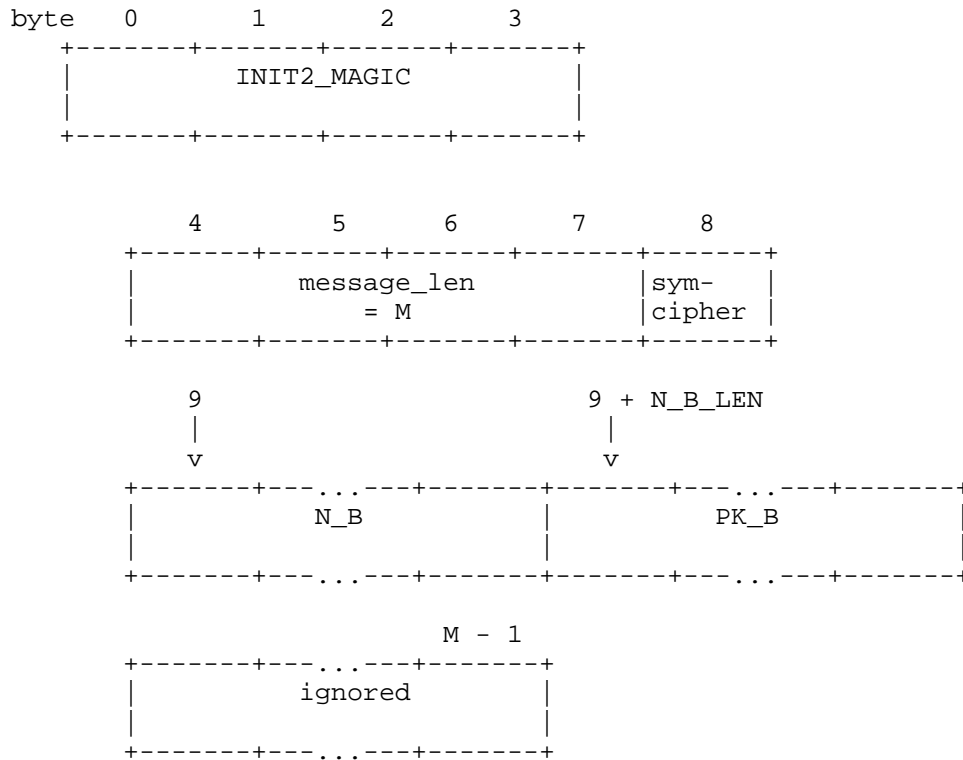 byte 0 1 2 3
+-------+-------+-------+-------+
| INIT2_MAGIC |
| |
+-------+-------+-------+-------+
4 5 6 7 8
+-------+-------+-------+-------+-------+
| message_len |sym- |
| = M |cipher |
+-------+-------+-------+-------+-------+
9 9 + N_B_LEN
| |
v v
+-------+---...---+-------+-------+---...---+-------+
| N_B | PK_B |
| | |
+-------+---...---+-------+-------+---...---+-------+
M - 1
+-------+---...---+-------+
| ignored |
| |
+-------+---...---+-------+